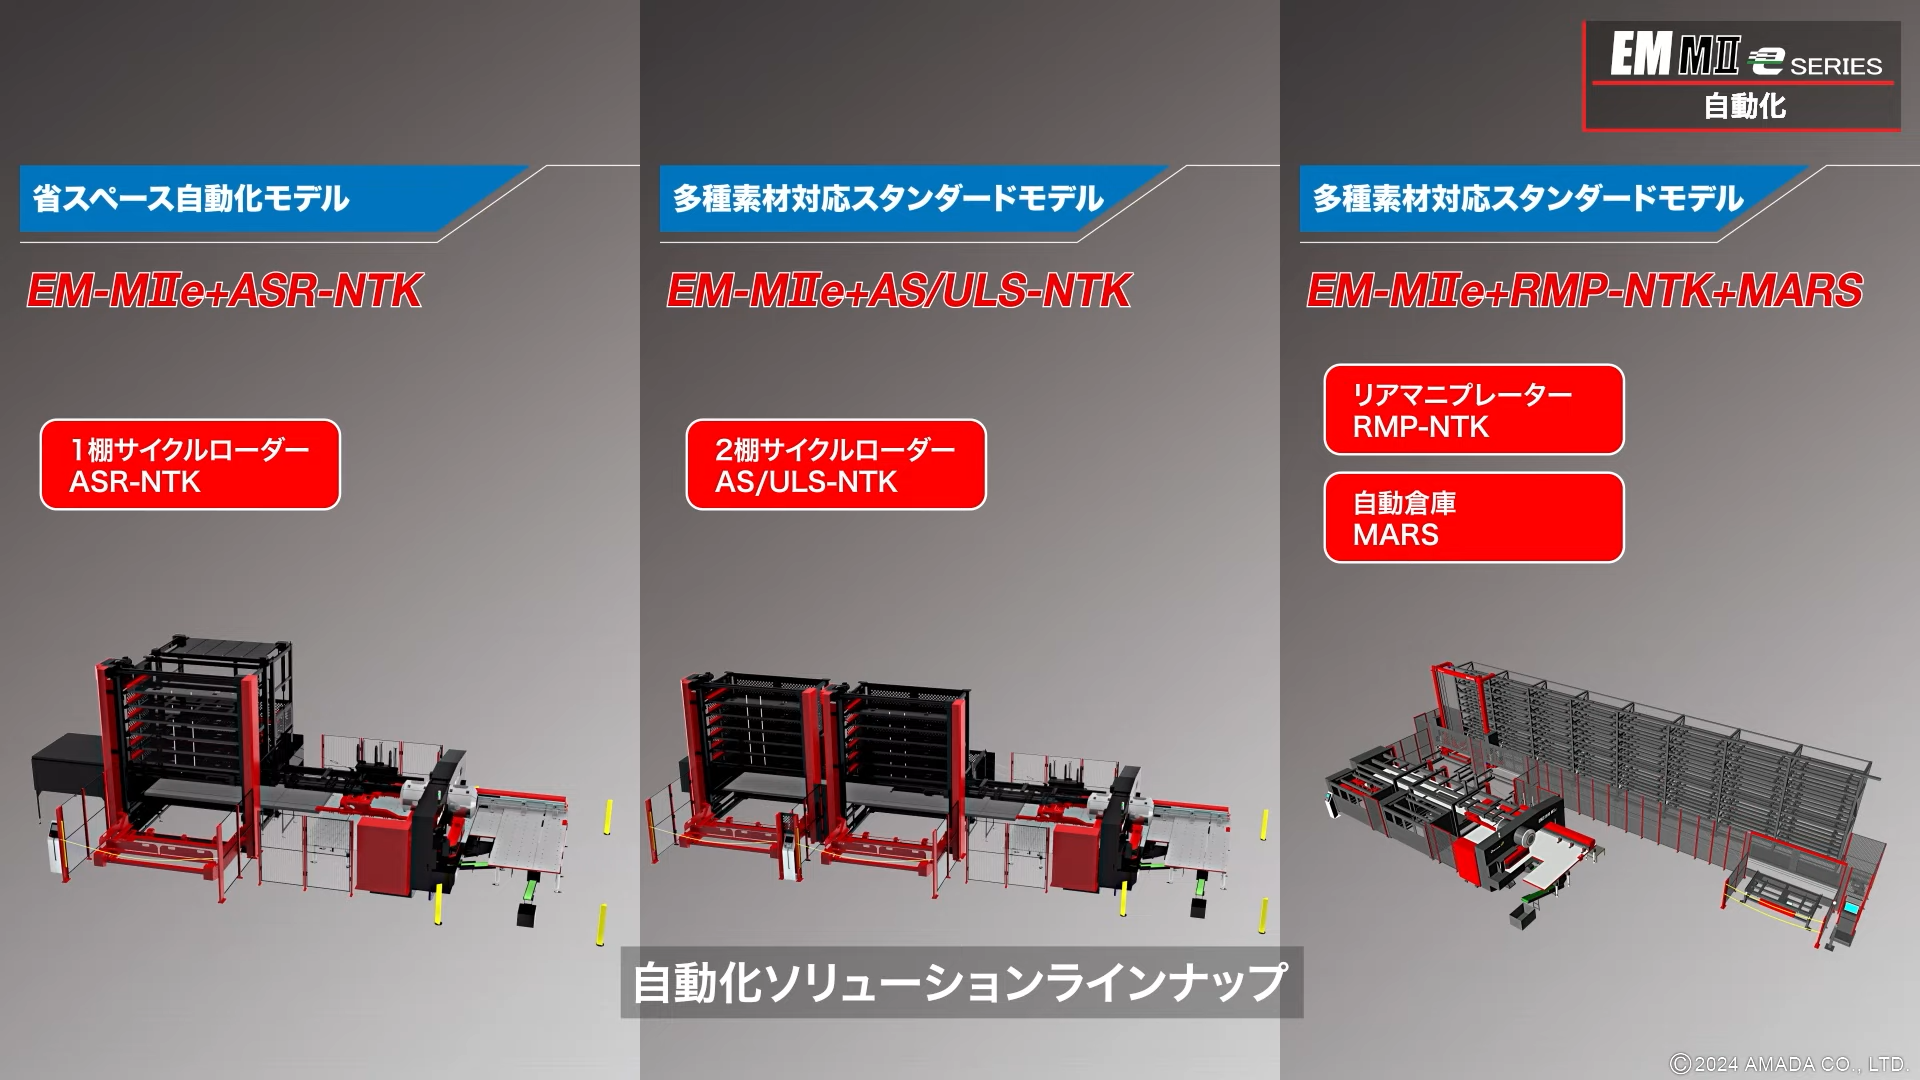 EM MⅡ e SERIES
自動化
省スペース自動化モデル
EM-MⅡe+ASR-NTK
1棚サイクルローダー
ASR-NTK
多種素材対応スタンダードモデル
EM-MⅡe+AS/ULS-NTK
2棚サイクルローダー
AS/ULS-NTK
多種素材対応スタンダードモデル
EM-MⅡe+RMP-NTK+MARS
リアマニプレーター
RMP-NTK
自動倉庫
MARS
自動化ソリューションラインナップ
©2024 AMADA CO., LTD.